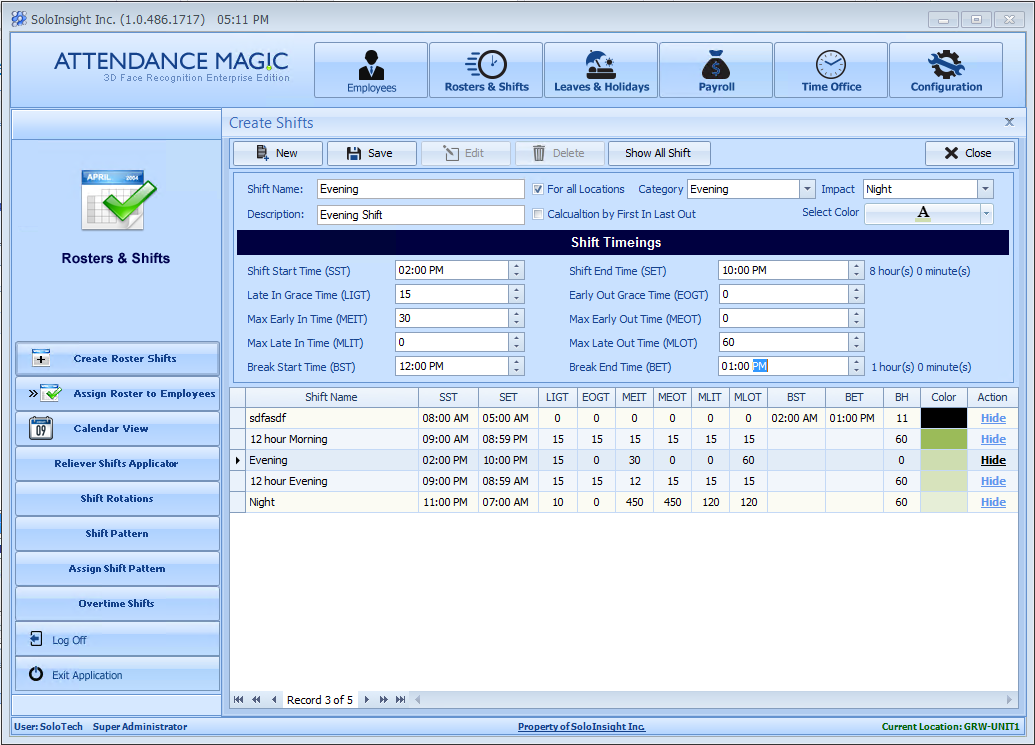 SoloInsight Inc. (1.0.486.1717) 05:11 PM
ATTENDANCE MAGIC
3D Face Recognition Enterprise Edition
Employees
Rosters & Shifts
Leaves & Holidays
Payroll
Time Office
Configuration
APRIL 2004
Rosters & Shifts
Create Roster Shifts
Assign Roster to Employees
09
Calendar View
Reliever Shifts Applicator
Shift Rotations
Shift Pattern
Assign Shift Pattern
Overtime Shifts
Log Off
Exit Application
Create Shifts
New Save Edit Delete Show All Shift Close
Shift Name: Evening For all Locations Category Evening Impact Night
Description: Evening Shift Calcualtion by First In Last Out Select Color A
Shift Timeings
Shift Start Time (SST) 02:00 PM Shift End Time (SET) 10:00 PM 8 hour(s) 0 minute(s)
Late In Grace Time (LIGT) 15 Early Out Grace Time (EOGT) 0
Max Early In Time (MEIT) 30 Max Early Out Time (MEOT) 0
Max Late In Time (MLIT) 0 Max Late Out Time (MLOT) 60
Break Start Time (BST) 12:00 PM Break End Time (BET) 01:00 PM 1 hour(s) 0 minute(s)
Shift Name SST SET LIGT EOGT MEIT MEOT MLIT MLOT BST BET BH Color Action
sdfasdf 08:00 AM 05:00 AM 0 0 0 0 0 0 02:00 AM 01:00 PM 11 Hide
12 hour Morning 09:00 AM 08:59 PM 15 15 15 15 15 15 60 Hide
Evening 02:00 PM 10:00 PM 15 0 30 0 0 60 0 Hide
12 hour Evening 09:00 PM 08:59 AM 15 15 12 15 15 15 60 Hide
Night 11:00 PM 07:00 AM 10 0 450 450 120 120 60 Hide
Record 3 of 5
User: SoloTech Super Administrator
Property of SoloInsight Inc.
Current Location: GRW-UNIT1